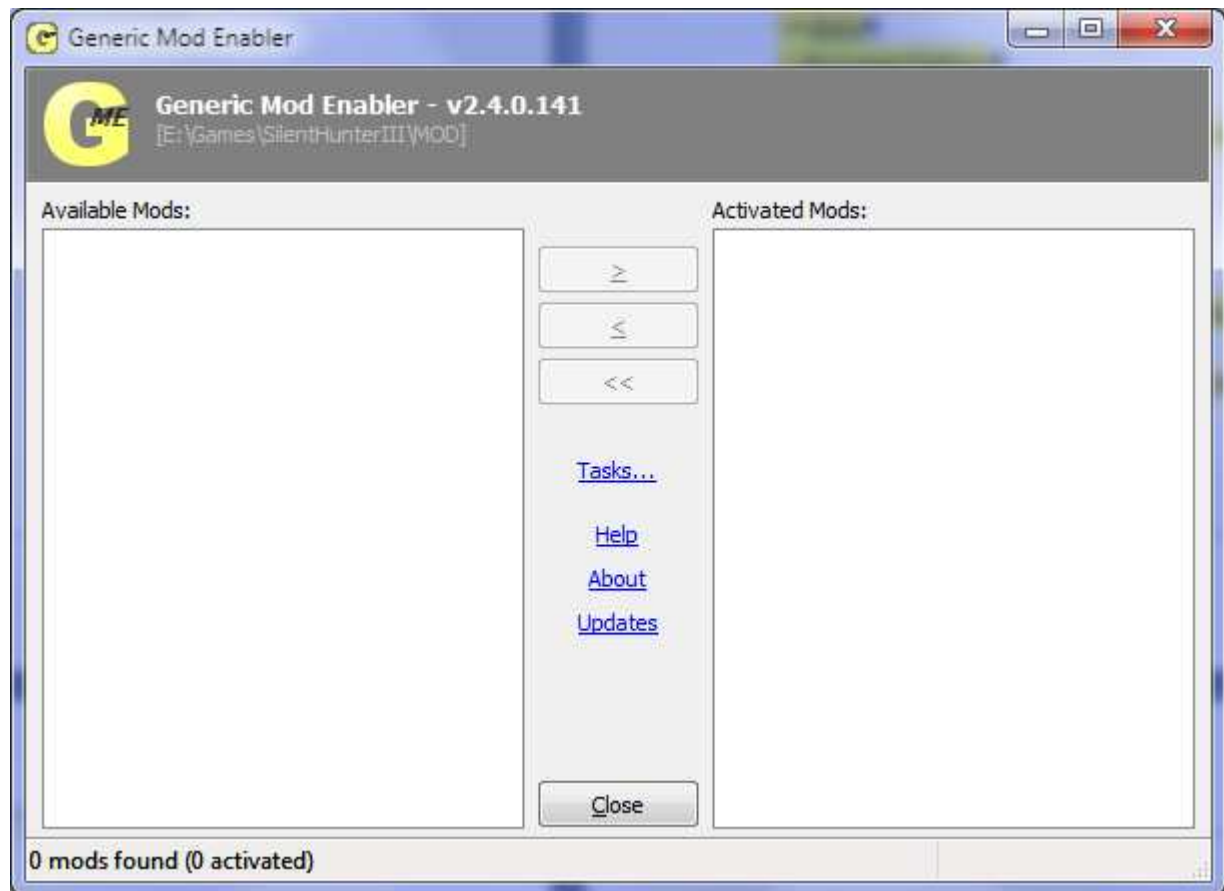 Generic Mod Enabler
GME
Generic Mod Enabler - v2.4.0.141
[E:\Games\SilentHunterIII\MOD]
Available Mods:
Activated Mods:
≥
≤
<<
Tasks...
Help
About
Updates
Close
0 mods found (0 activated)